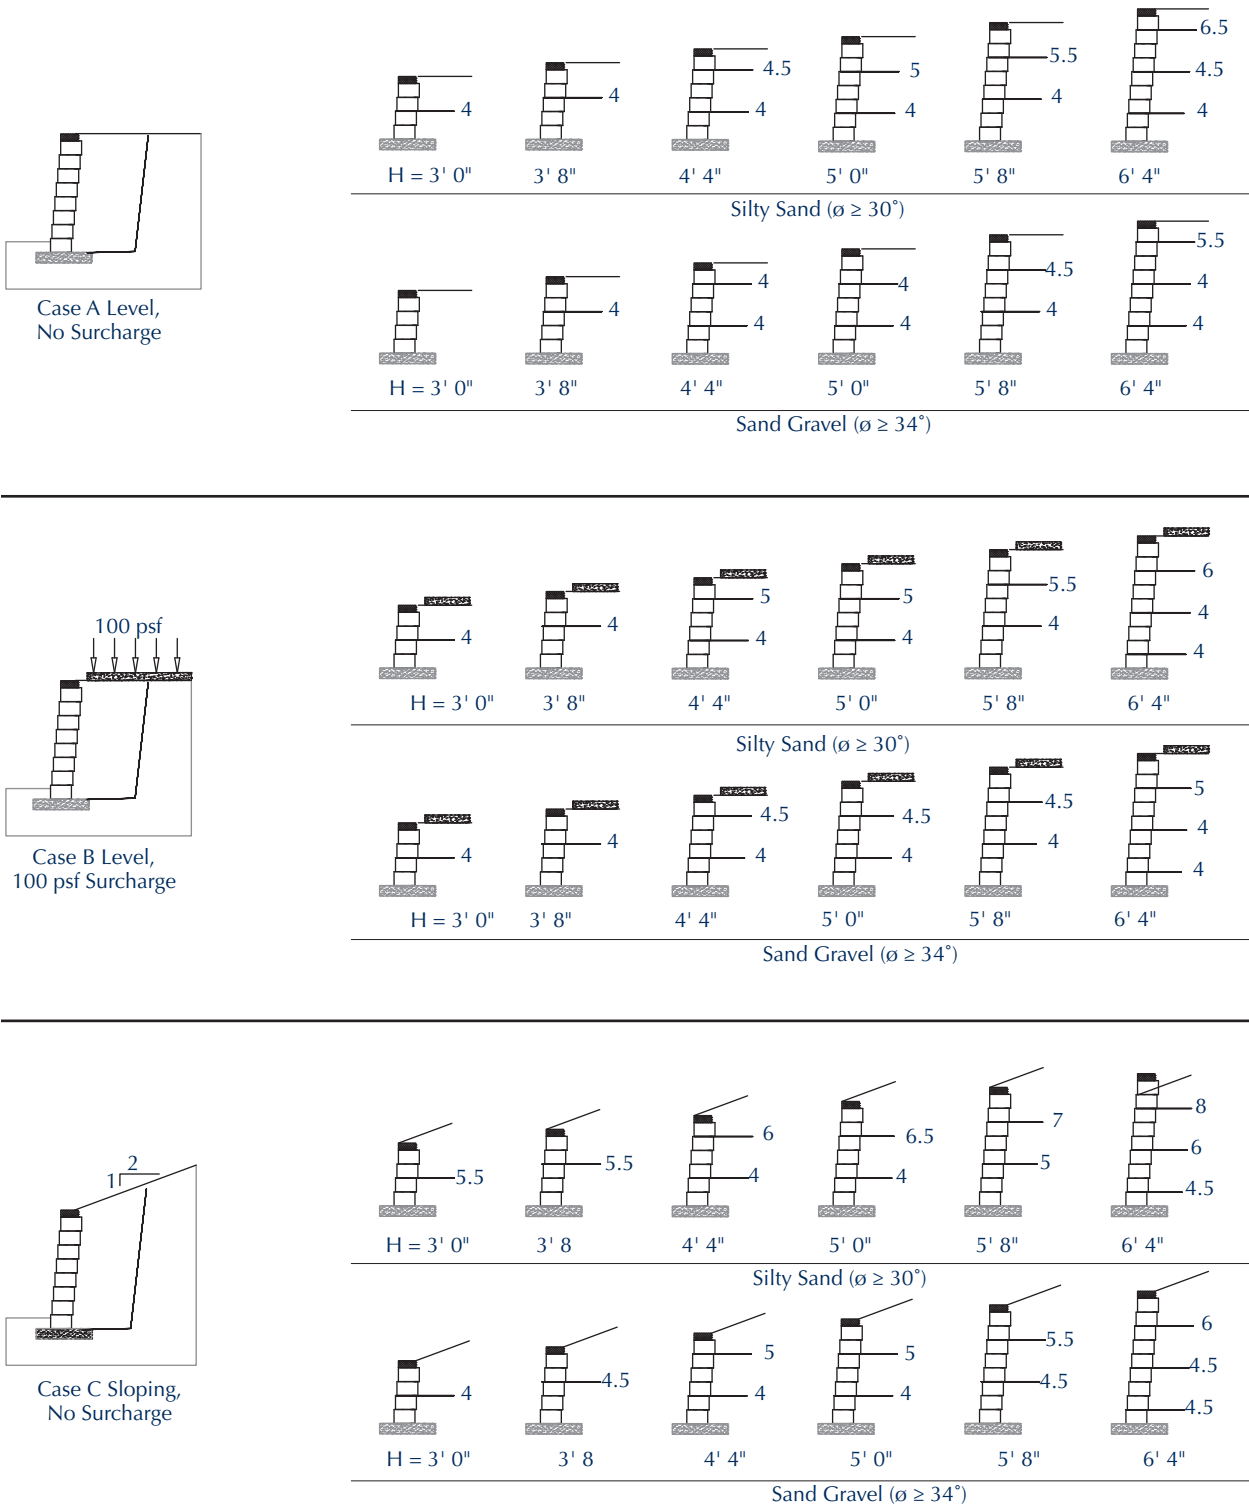 6.5
5.5
4.5 5 4.5
4 4 4
4 4 4 4
H = 3' 0" 3' 8" 4' 4" 5' 0" 5' 8" 6' 4"
Silty Sand (ø ≥ 30˚)
5.5
4.5
4 4 4
4 4 4
4 4 4
H = 3' 0" 3' 8" 4' 4" 5' 0" 5' 8" 6' 4"
Sand Gravel (ø ≥ 34˚)
Case A Level,
No Surcharge
100 psf
6
5 5 5.5
4 4 4
4 4 4 4
H = 3' 0" 3' 8" 4' 4" 5' 0" 5' 8" 6' 4"
Silty Sand (ø ≥ 30˚)
5
4.5 4.5 4.5
4 4 4
4 4 4 4
H = 3' 0" 3' 8" 4' 4" 5' 0" 5' 8" 6' 4"
Sand Gravel (ø ≥ 34˚)
Case B Level,
100 psf Surcharge
2
1
8
7
6 6.5 6
5.5 5
5.5 4 4 4.5
H = 3' 0" 3' 8 4' 4" 5' 0" 5' 8" 6' 4"
Silty Sand (ø ≥ 30˚)
6
5.5
5 5 4.5
4.5 4.5
4 4 4 4.5
H = 3' 0" 3' 8 4' 4" 5' 0" 5' 8" 6' 4"
Sand Gravel (ø ≥ 34˚)
Case C Sloping,
No Surcharge